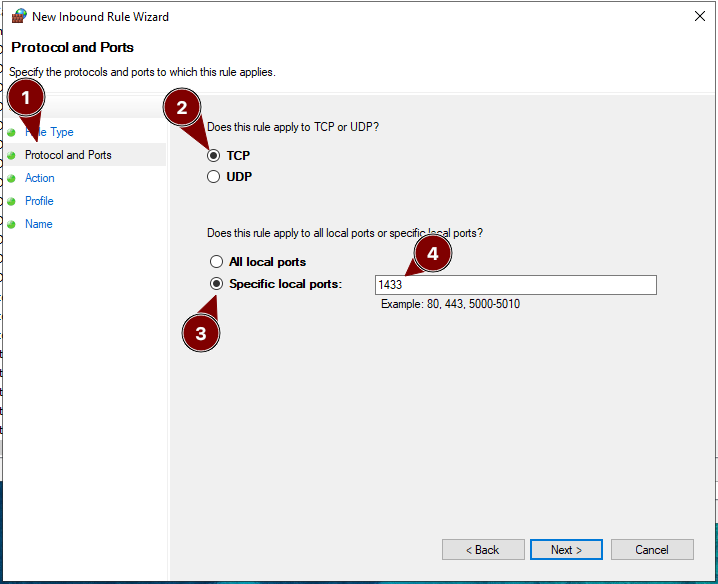 New Inbound Rule Wizard
Protocol and Ports
Specify the protocols and ports to which this rule applies.
1
2
Does this rule apply to TCP or UDP?
Type
Protocol and Ports
TCP
Action
UDP
Profile
Name
Does this rule apply to all local ports or specific local ports?
4
All local ports
Specific local ports:
1433
Example: 80, 443, 5000-5010
3
< Back
Next >
Cancel